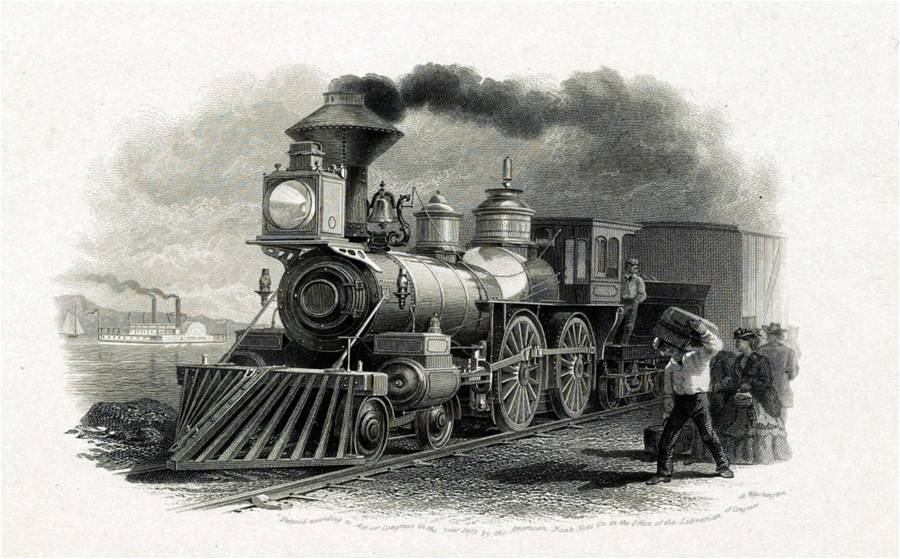 Entered according to Act of Congress in the year by the American Bank Note Co. in the Office of the Librarian of Congress at Washington